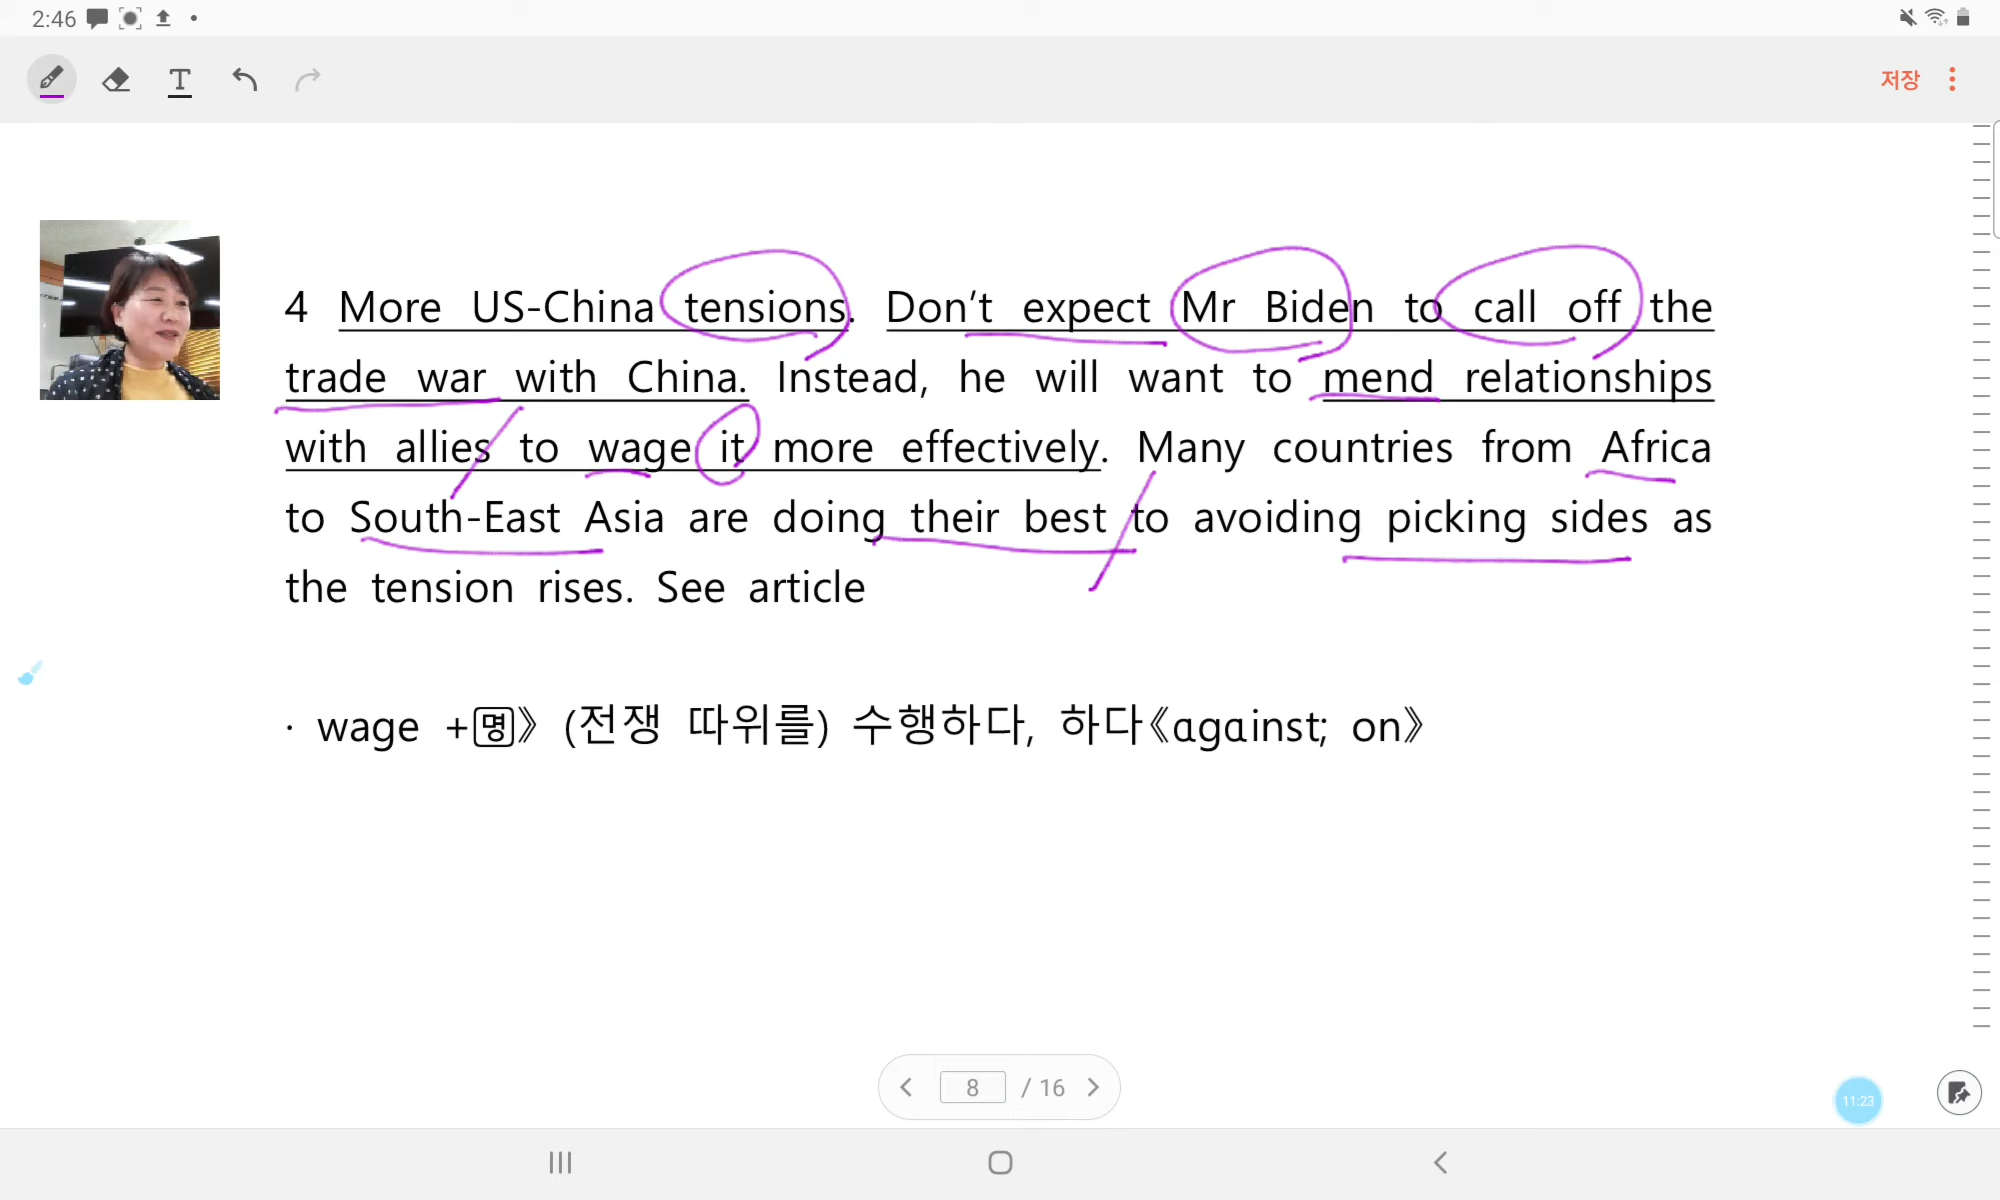 2:46
저장
4 More US-China tensions. Don't expect Mr Biden to call off the
trade war with China. Instead, he will want to mend relationships
with allies to wage it more effectively. Many countries from Africa
to South-East Asia are doing their best to avoiding picking sides as
the tension rises. See article
· wage +명》 (전쟁 따위를) 수행하다, 하다《against; on》
8 / 16
11:23